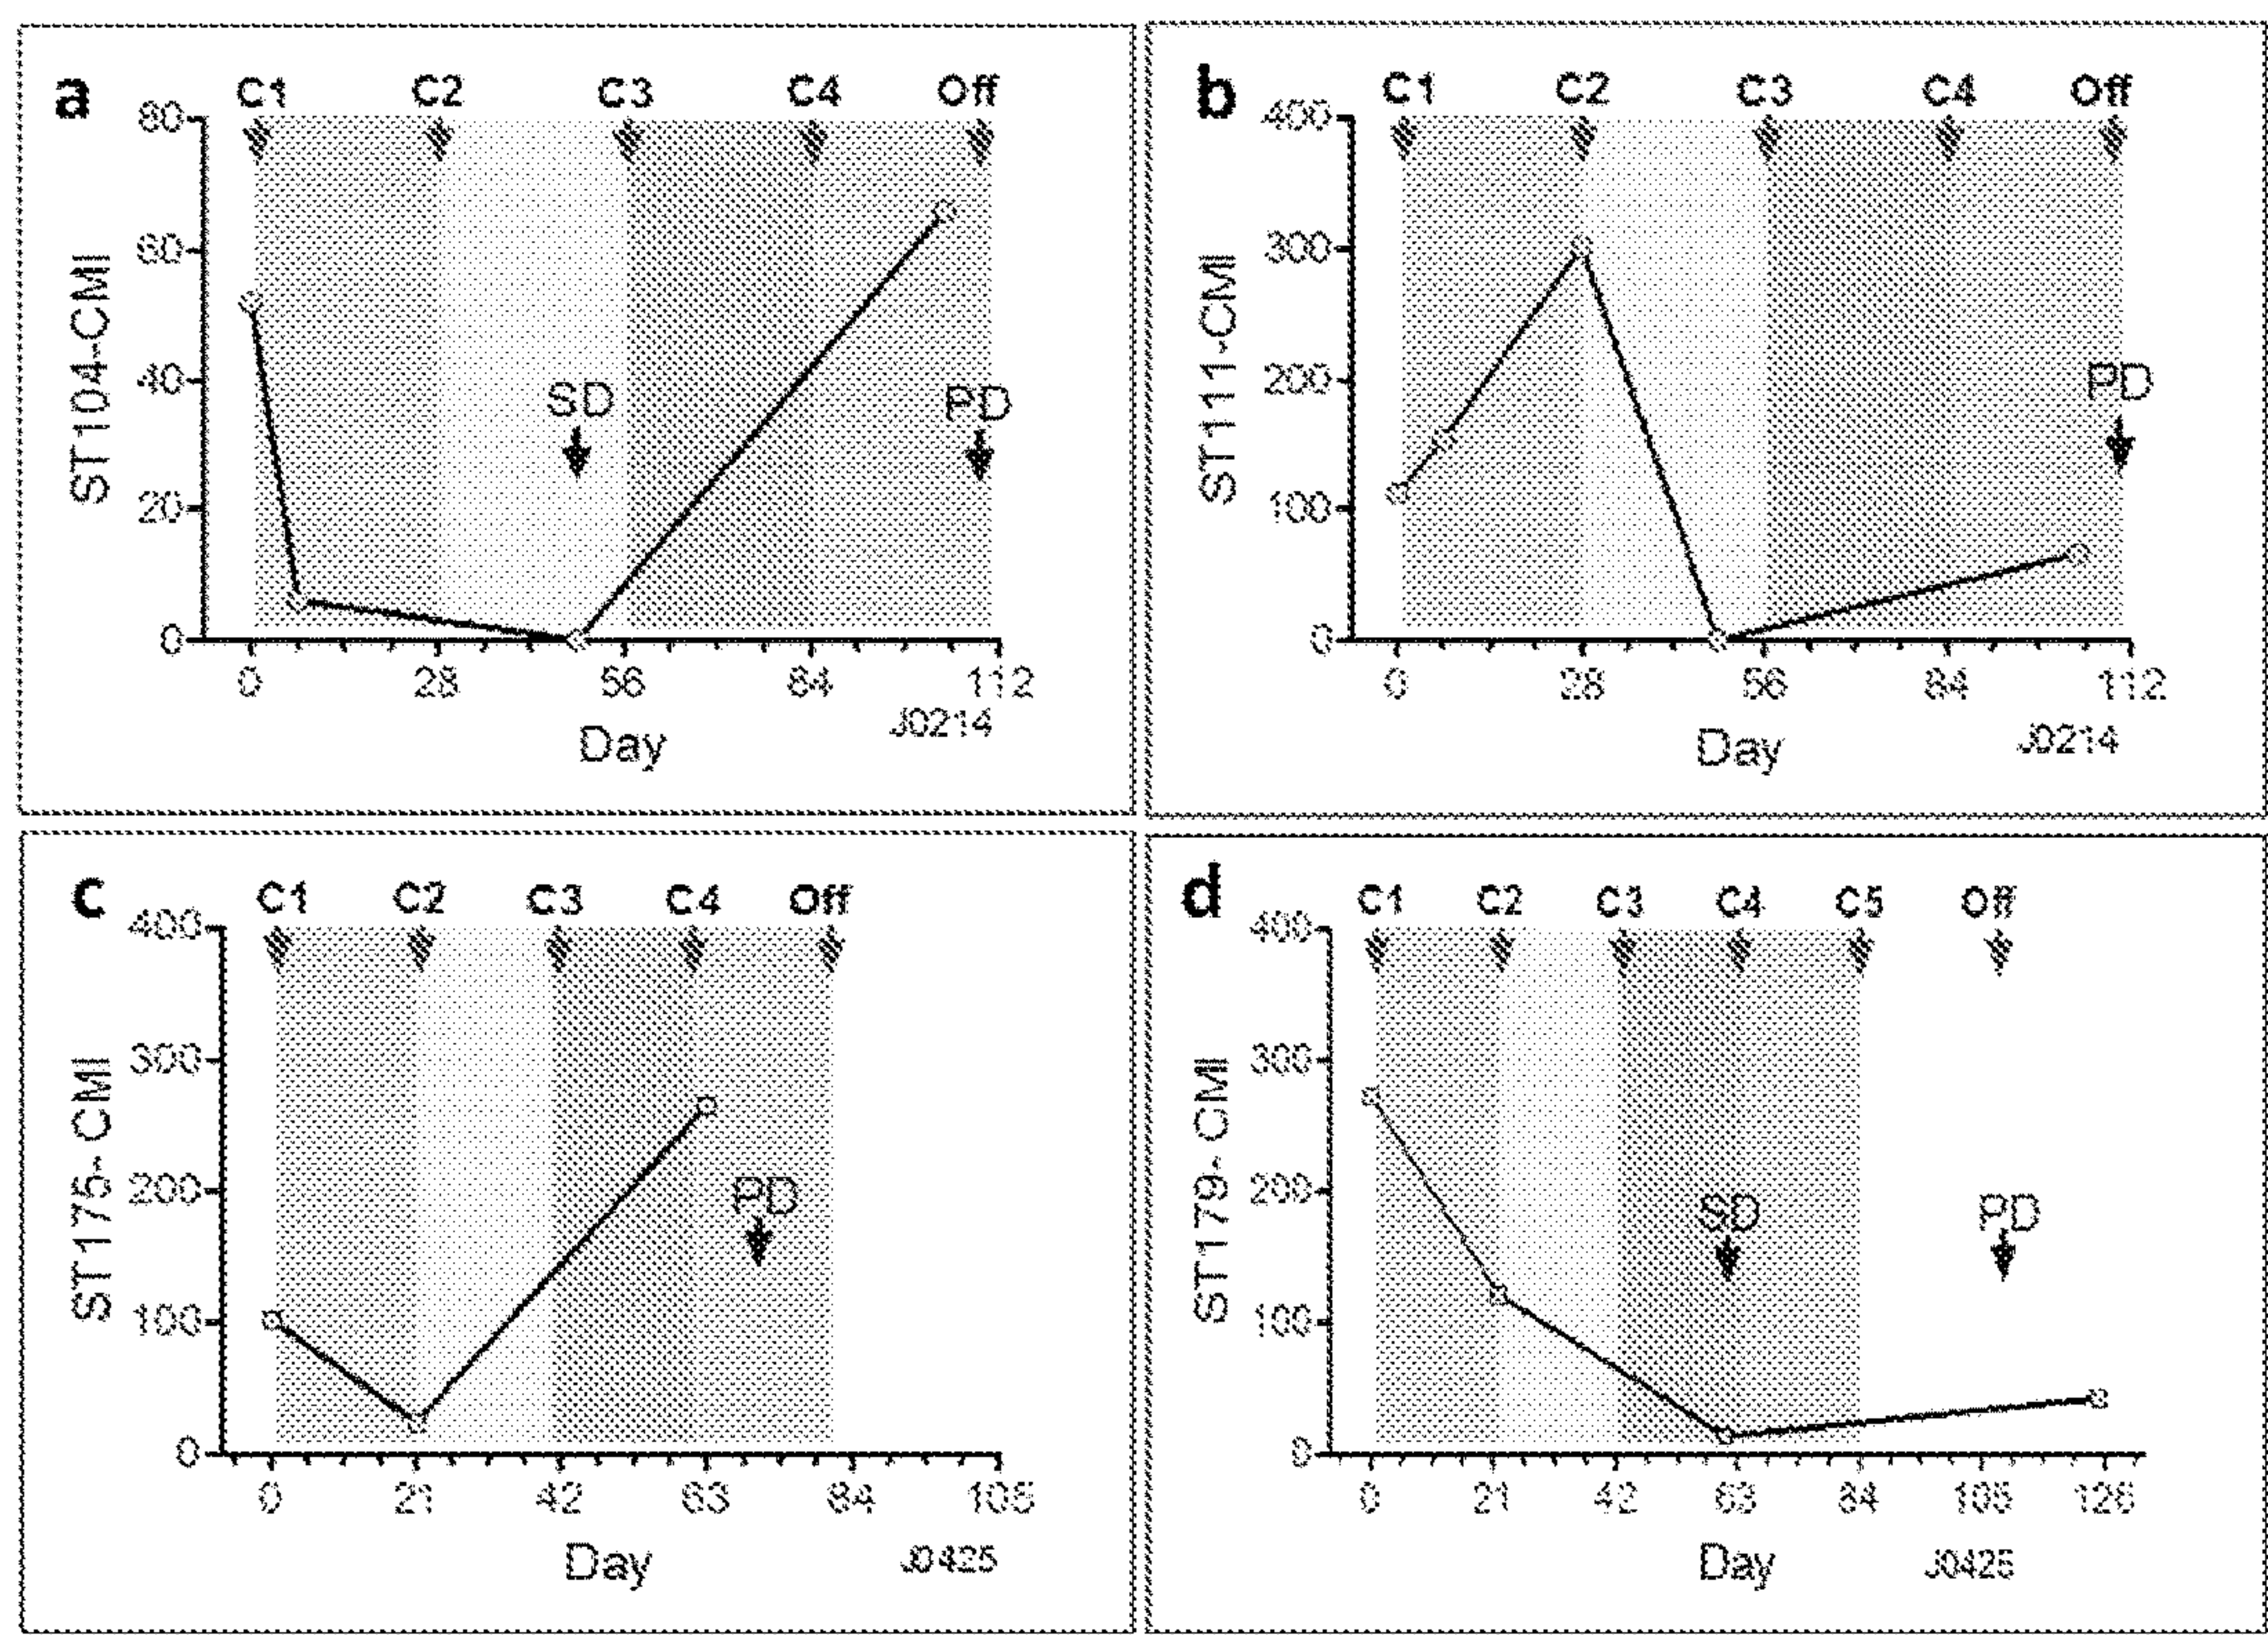 a
C1 C2 C3 C4 Off
80
60
40
20
0
ST104-CMI
SD
PD
0 28 56 84 112
Day
J0214
b
C1 C2 C3 C4 Off
400
300
200
100
0
ST111-CMI
PD
0 28 56 84 112
Day
J0214
c
C1 C2 C3 C4 Off
400
300
200
100
0
ST175- CMI
PD
0 21 42 63 84 105
Day
J0425
d
C1 C2 C3 C4 C5 Off
400
300
200
100
0
ST179- CMI
SD
PD
0 21 42 63 84 105 126
Day
J0425